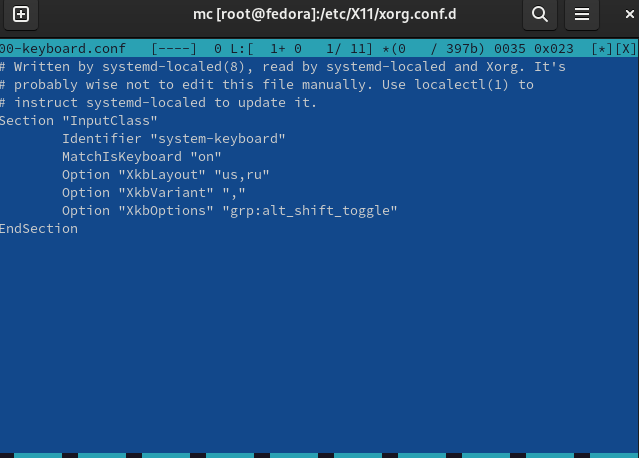 mc [root@fedora]:/etc/X11/xorg.conf.d
00-keyboard.conf   [----]  0 L:[  1+ 0   1/ 11] *(0   / 397b) 0035 0x023  [*][X]
# Written by systemd-localed(8), read by systemd-localed and Xorg. It's
# probably wise not to edit this file manually. Use localectl(1) to
# instruct systemd-localed to update it.
Section "InputClass"
        Identifier "system-keyboard"
        MatchIsKeyboard "on"
        Option "XkbLayout" "us,ru"
        Option "XkbVariant" ","
        Option "XkbOptions" "grp:alt_shift_toggle"
EndSection